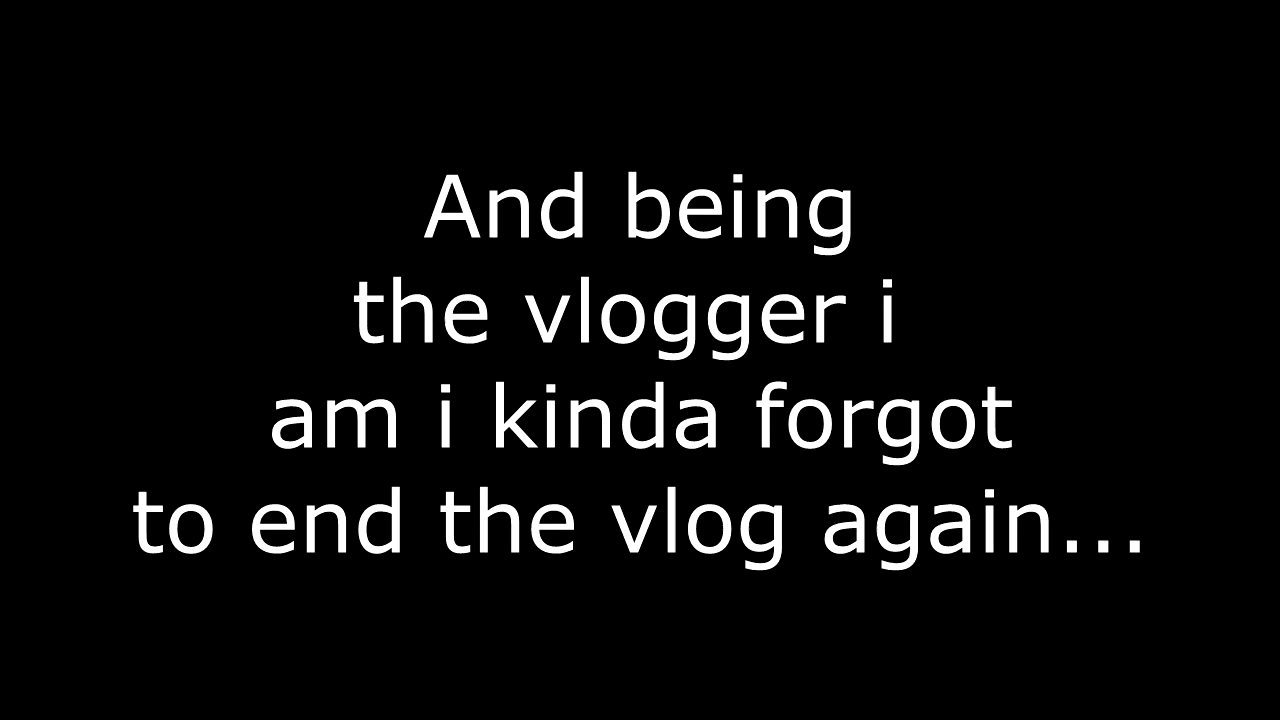 And being
the vlogger i
am i kinda forgot
to end the vlog again...